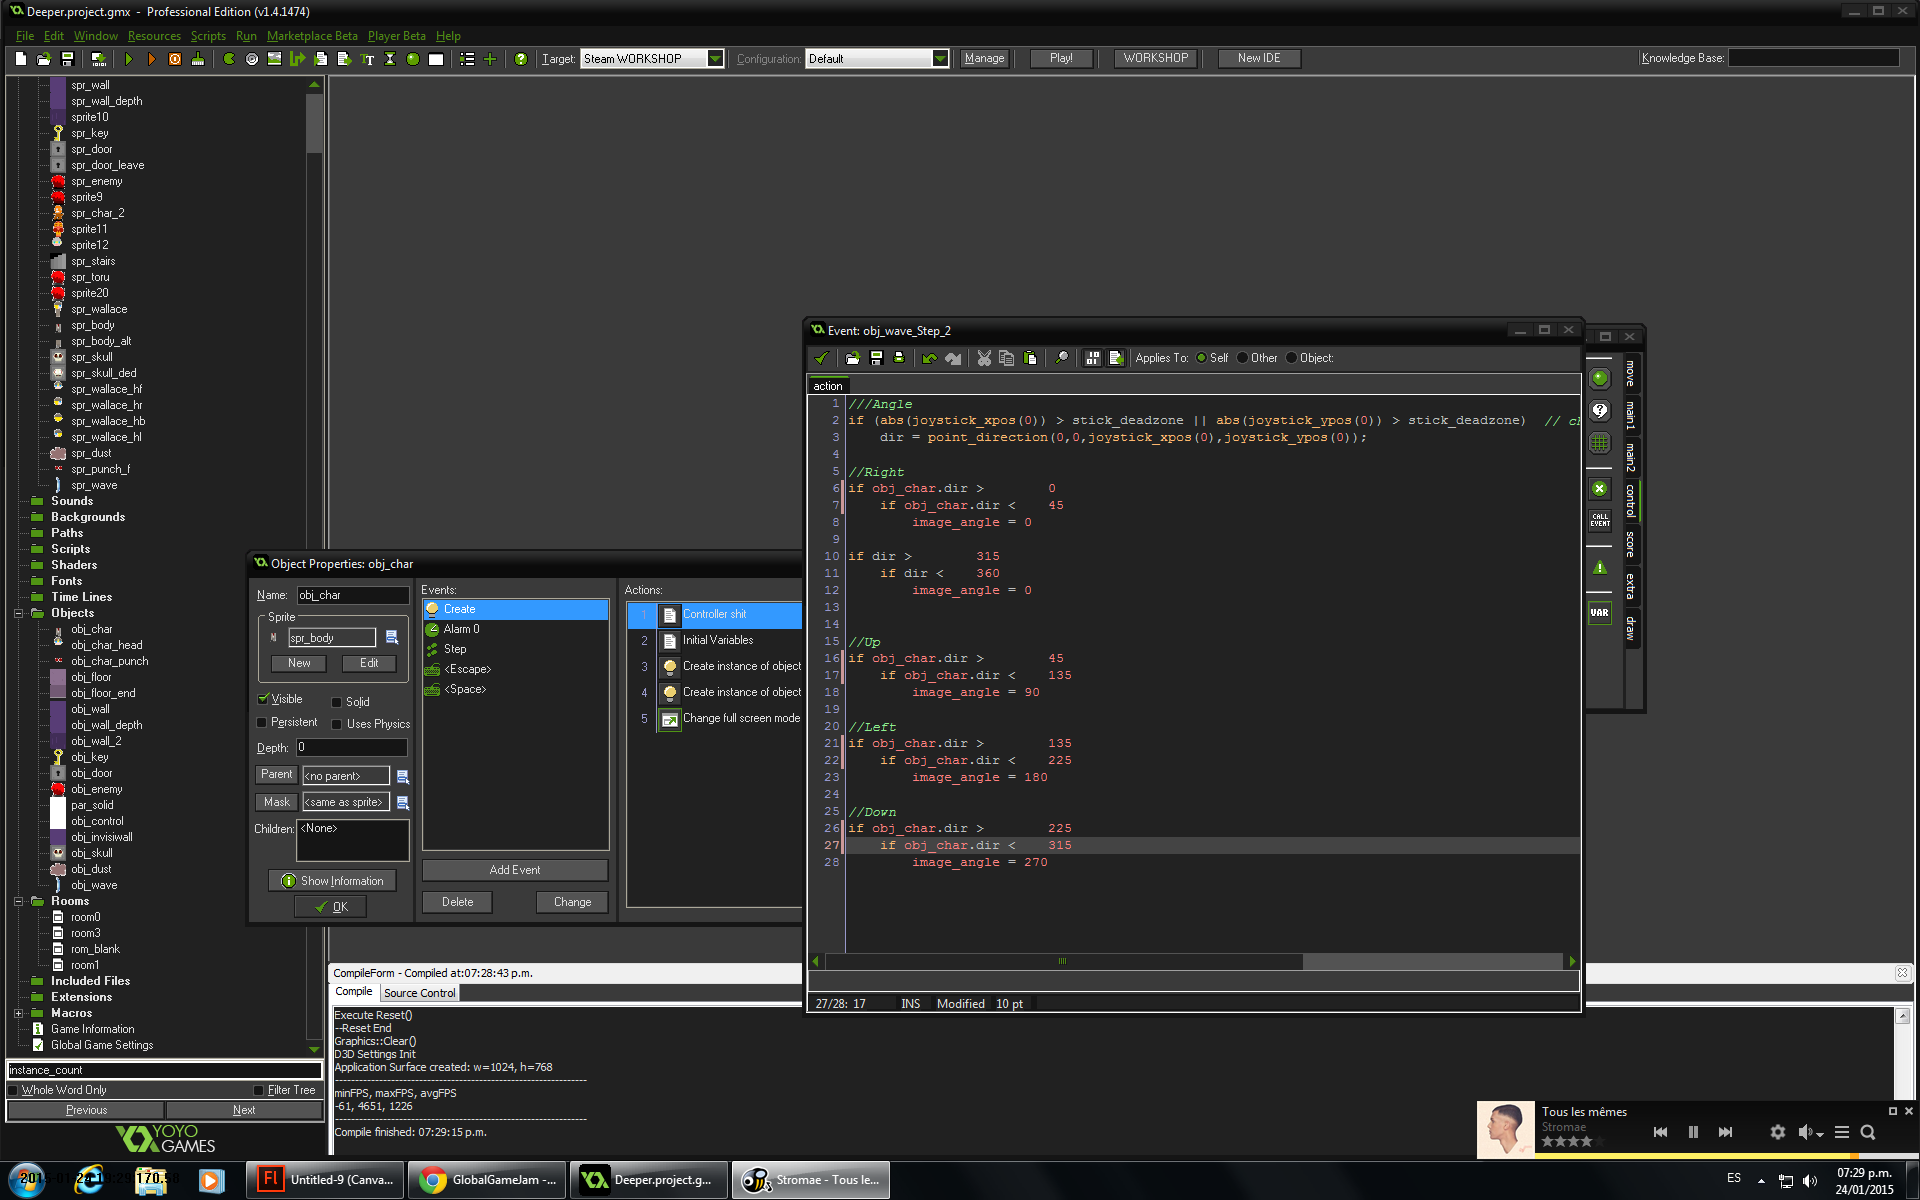 Deeper.project.gmx - Professional Edition (v1.4.1474)
File Edit Window Resources Scripts Run Marketplace Beta Player Beta Help
Target: Steam WORKSHOP Configuration: Default Manage Play! WORKSHOP New IDE Knowledge Base:
spr_wall
spr_wall_depth
sprite10
spr_key
spr_door
spr_door_leave
spr_enemy
sprite9
spr_char_2
sprite11
sprite12
spr_stairs
spr_toru
sprite20
spr_wallace
spr_body
spr_body_alt
spr_skull
spr_skull_ded
spr_wallace_hf
spr_wallace_hr
spr_wallace_hb
spr_wallace_hl
spr_dust
spr_punch_f
spr_wave
Sounds
Backgrounds
Paths
Scripts
Shaders
Fonts
Time Lines
Objects
obj_char
obj_char_head
obj_char_punch
obj_floor
obj_floor_end
obj_wall
obj_wall_depth
obj_wall_2
obj_key
obj_door
obj_enemy
par_solid
obj_control
obj_invisiwall
obj_skull
obj_dust
obj_wave
Rooms
room0
room3
rom_blank
room1
Included Files
Extensions
Macros
Game Information
Global Game Settings
instance_count
Whole Word Only Filter Tree
Previous Next
YOYO
GAMES
Object Properties: obj_char
Name: obj_char
Sprite
spr_body
New Edit
Visible Solid
Persistent Uses Physics
Depth: 0
Parent <no parent>
Mask <same as sprite>
Children: <None>
Show Information
OK
Events:
Create
Alarm 0
Step
<Escape>
<Space>
Add Event
Delete Change
Actions:
1 Controller shit
2 Initial Variables
3 Create instance of object
4 Create instance of object
5 Change full screen mode
Event: obj_wave_Step_2
Applies To: Self Other Object:
action
1 ///Angle
2 if (abs(joystick_xpos(0)) > stick_deadzone || abs(joystick_ypos(0)) > stick_deadzone) //
3 dir = point_direction(0,0,joystick_xpos(0),joystick_ypos(0));
4
5 //Right
6 if obj_char.dir > 0
7 if obj_char.dir < 45
8 image_angle = 0
9
10 if dir > 315
11 if dir < 360
12 image_angle = 0
13
14
15 //Up
16 if obj_char.dir > 45
17 if obj_char.dir < 135
18 image_angle = 90
19
20 //Left
21 if obj_char.dir > 135
22 if obj_char.dir < 225
23 image_angle = 180
24
25 //Down
26 if obj_char.dir > 225
27 if obj_char.dir < 315
28 image_angle = 270
27/28: 17 INS Modified 10 pt
move
main1
main2
control
score
extra
draw
CALL
EVENT
VAR
CompileForm - Compiled at:07:28:43 p.m.
Compile Source Control
Execute Reset()
--Reset End
Graphics::Clear()
D3D Settings Init
Application Surface created: w=1024, h=768
minFPS, maxFPS, avgFPS
-61, 4651, 1226
Compile finished: 07:29:15 p.m.
Tous les mêmes
Stromae
Fl Untitled-9 (Canva...
GlobalGameJam -...
Deeper.project.g...
Stromae - Tous le...
ES
07:29 p.m.
24/01/2015